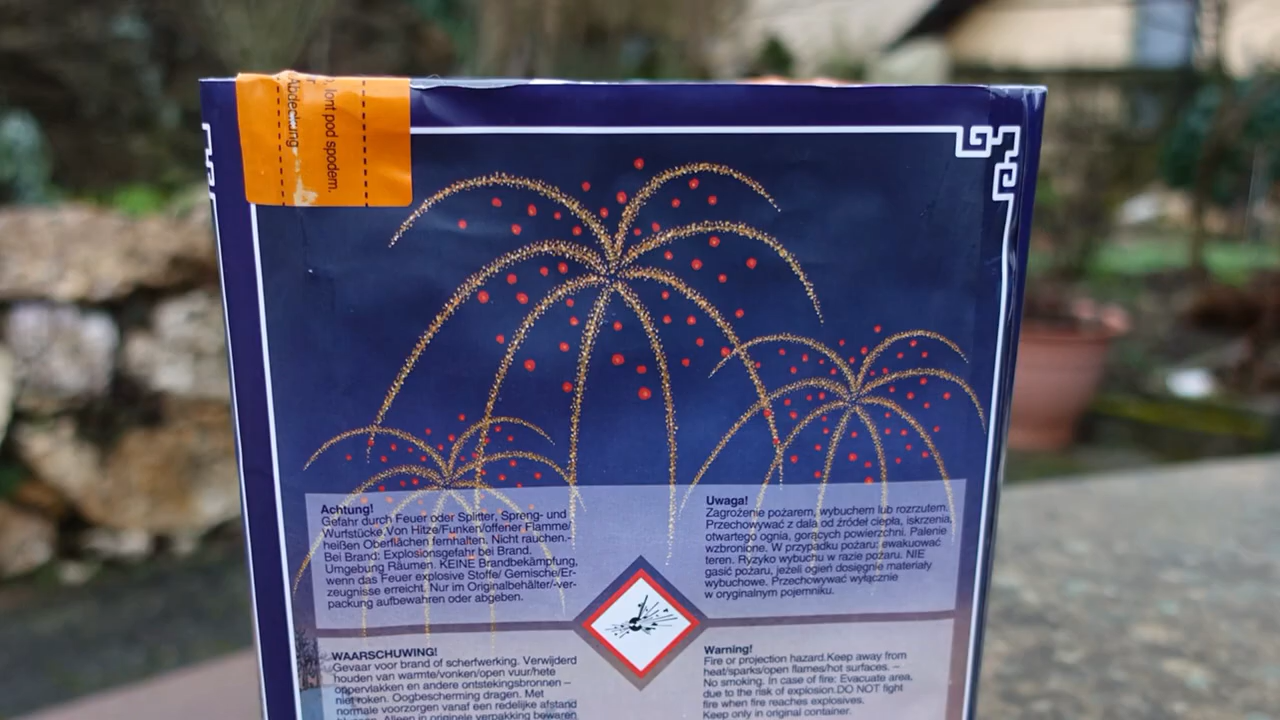 Abdeckung
lont pod spodem.
Achtung!
Gefahr durch Feuer oder Splitter, Spreng- und
Wurfstücke.Von Hitze/Funken/offener Flamme/
heißen Oberflächen fernhalten. Nicht rauchen.-
Bei Brand: Explosionsgefahr bei Brand.
Umgebung Räumen. KEINE Brandbekämpfung,
wenn das Feuer explosive Stoffe/ Gemische/Er-
zeugnisse erreicht. Nur im Originalbehälter/-ver-
packung aufbewahren oder abgeben.
Uwaga!
Zagrożenie pożarem, wybuchem lub rozrzutem.
Przechowywać z dala od źródeł ciepła, iskrzenia,
otwartego ognia, gorących powierzchni. Palenie
wzbronione. W przypadku pożaru: ewakuować
teren. Ryzyko wybuchu w razie pożaru. NIE
gasić pożaru, jeżeli ogień dosięgnie materiały
wybuchowe. Przechowywać wyłącznie
w oryginalnym pojemniku.
WAARSCHUWING!
Gevaar voor brand of scherfwerking. Verwijderd
houden van warmte/vonken/open vuur/hete
oppervlakken en andere ontstekingsbronnen –
niet roken. Oogbescherming dragen. Met
normale voorzorgen vanaf een redelijke afstand
blussen. Alleen in originele verpakking bewaren
Warning!
Fire or projection hazard.Keep away from
heat/sparks/open flames/hot surfaces. –
No smoking. In case of fire: Evacuate area,
due to the risk of explosion.DO NOT fight
fire when fire reaches explosives.
Keep only in original container.